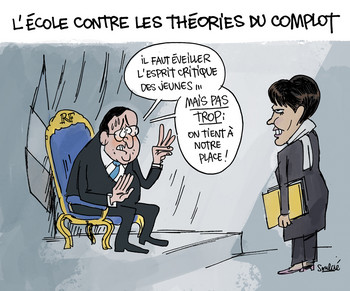 L'ÉCOLE CONTRE LES THÉORIES DU COMPLOT
IL FAUT ÉVEILLER
L'ESPRIT CRITIQUE
DES JEUNES...
MAIS PAS
TROP :
ON TIENT À
NOTRE
PLACE !
RF